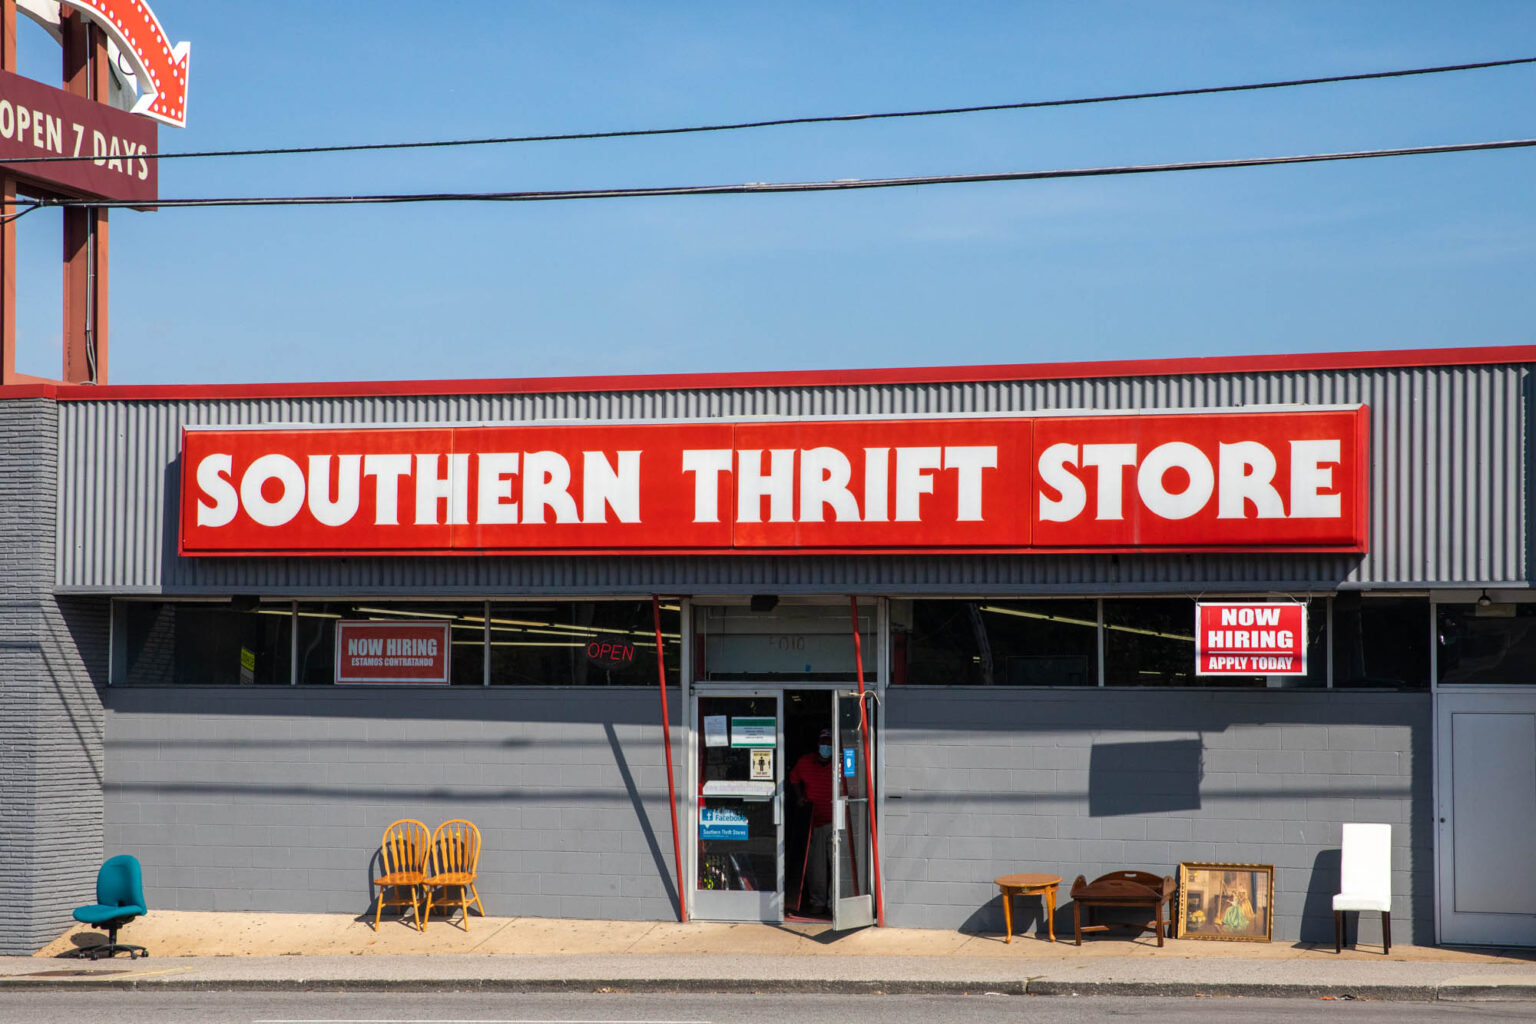 OPEN 7 DAYS
SOUTHERN THRIFT STORE
NOW HIRING
ESTAMOS CONTRATANDO
OPEN
NOW
HIRING
APPLY TODAY
Facebook
Southern Thrift Stores